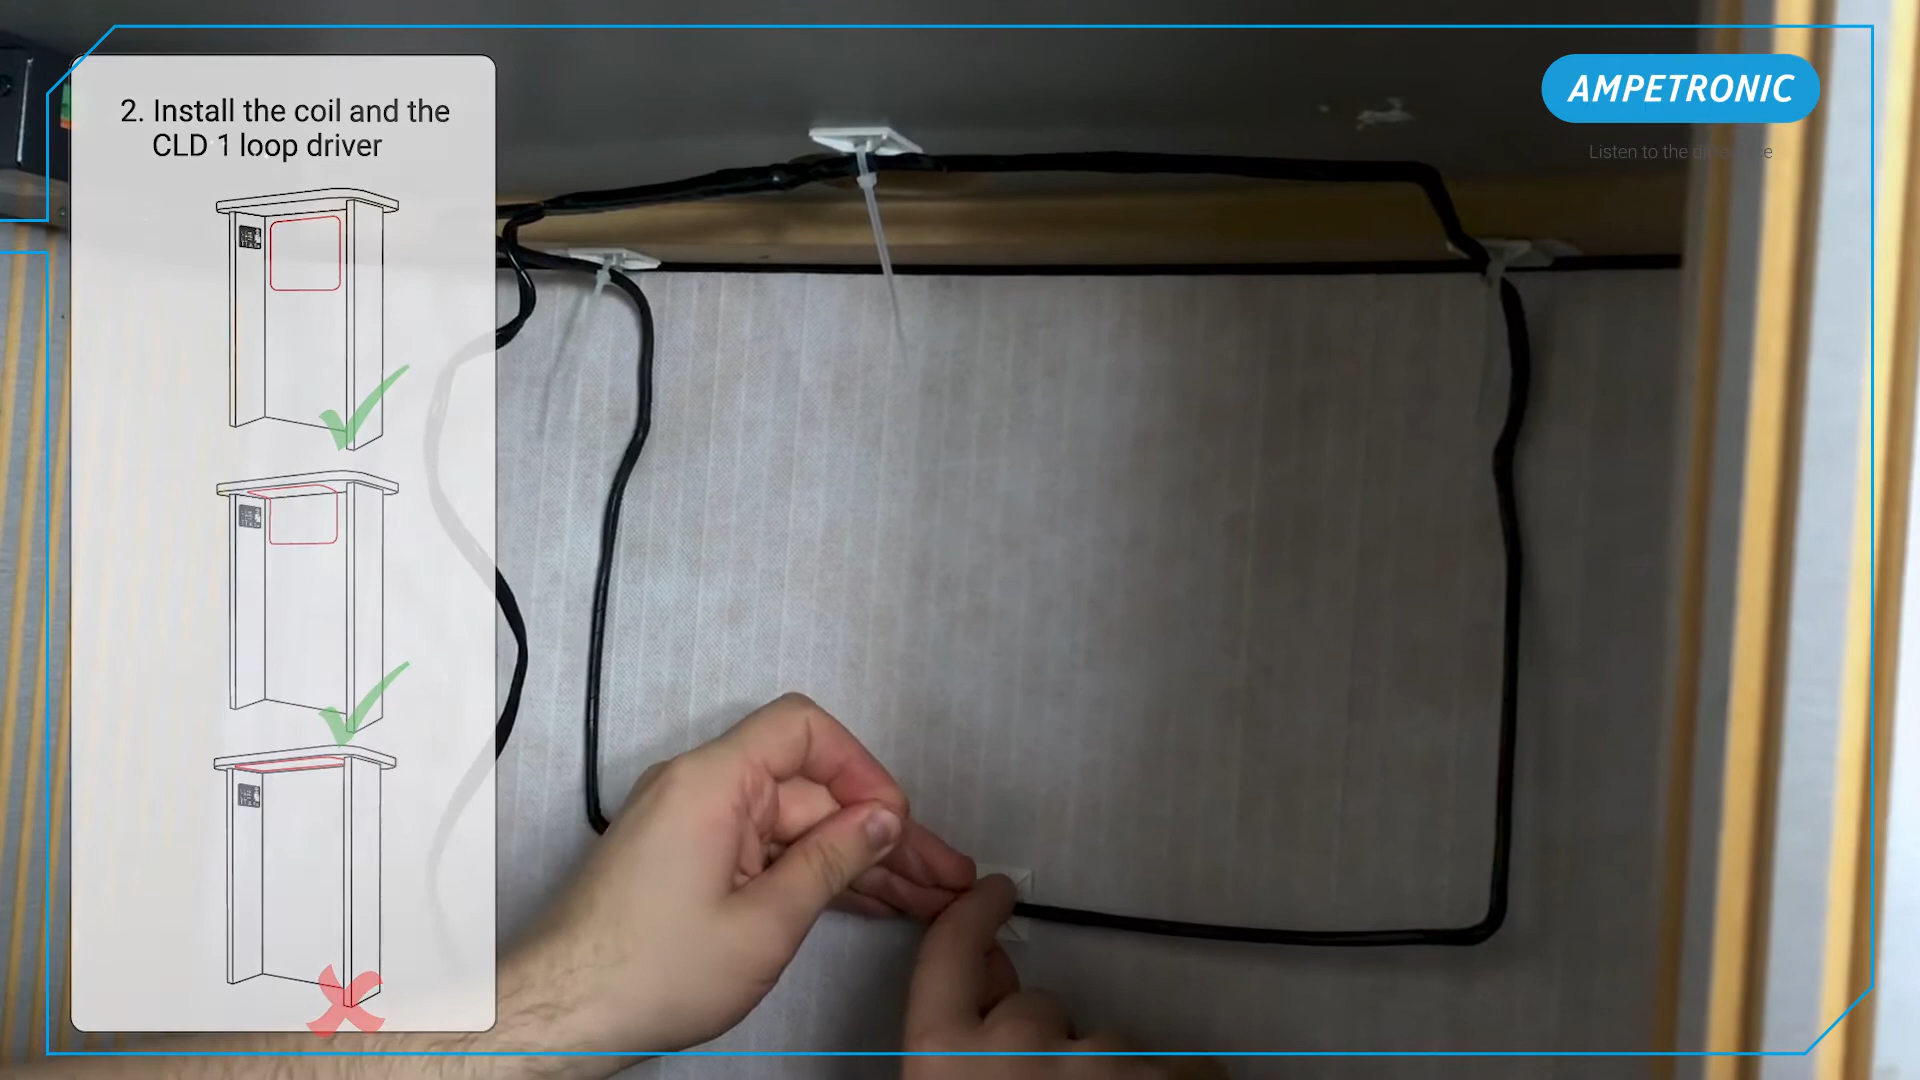 2. Install the coil and the
CLD 1 loop driver
AMPETRONIC
Listen to the